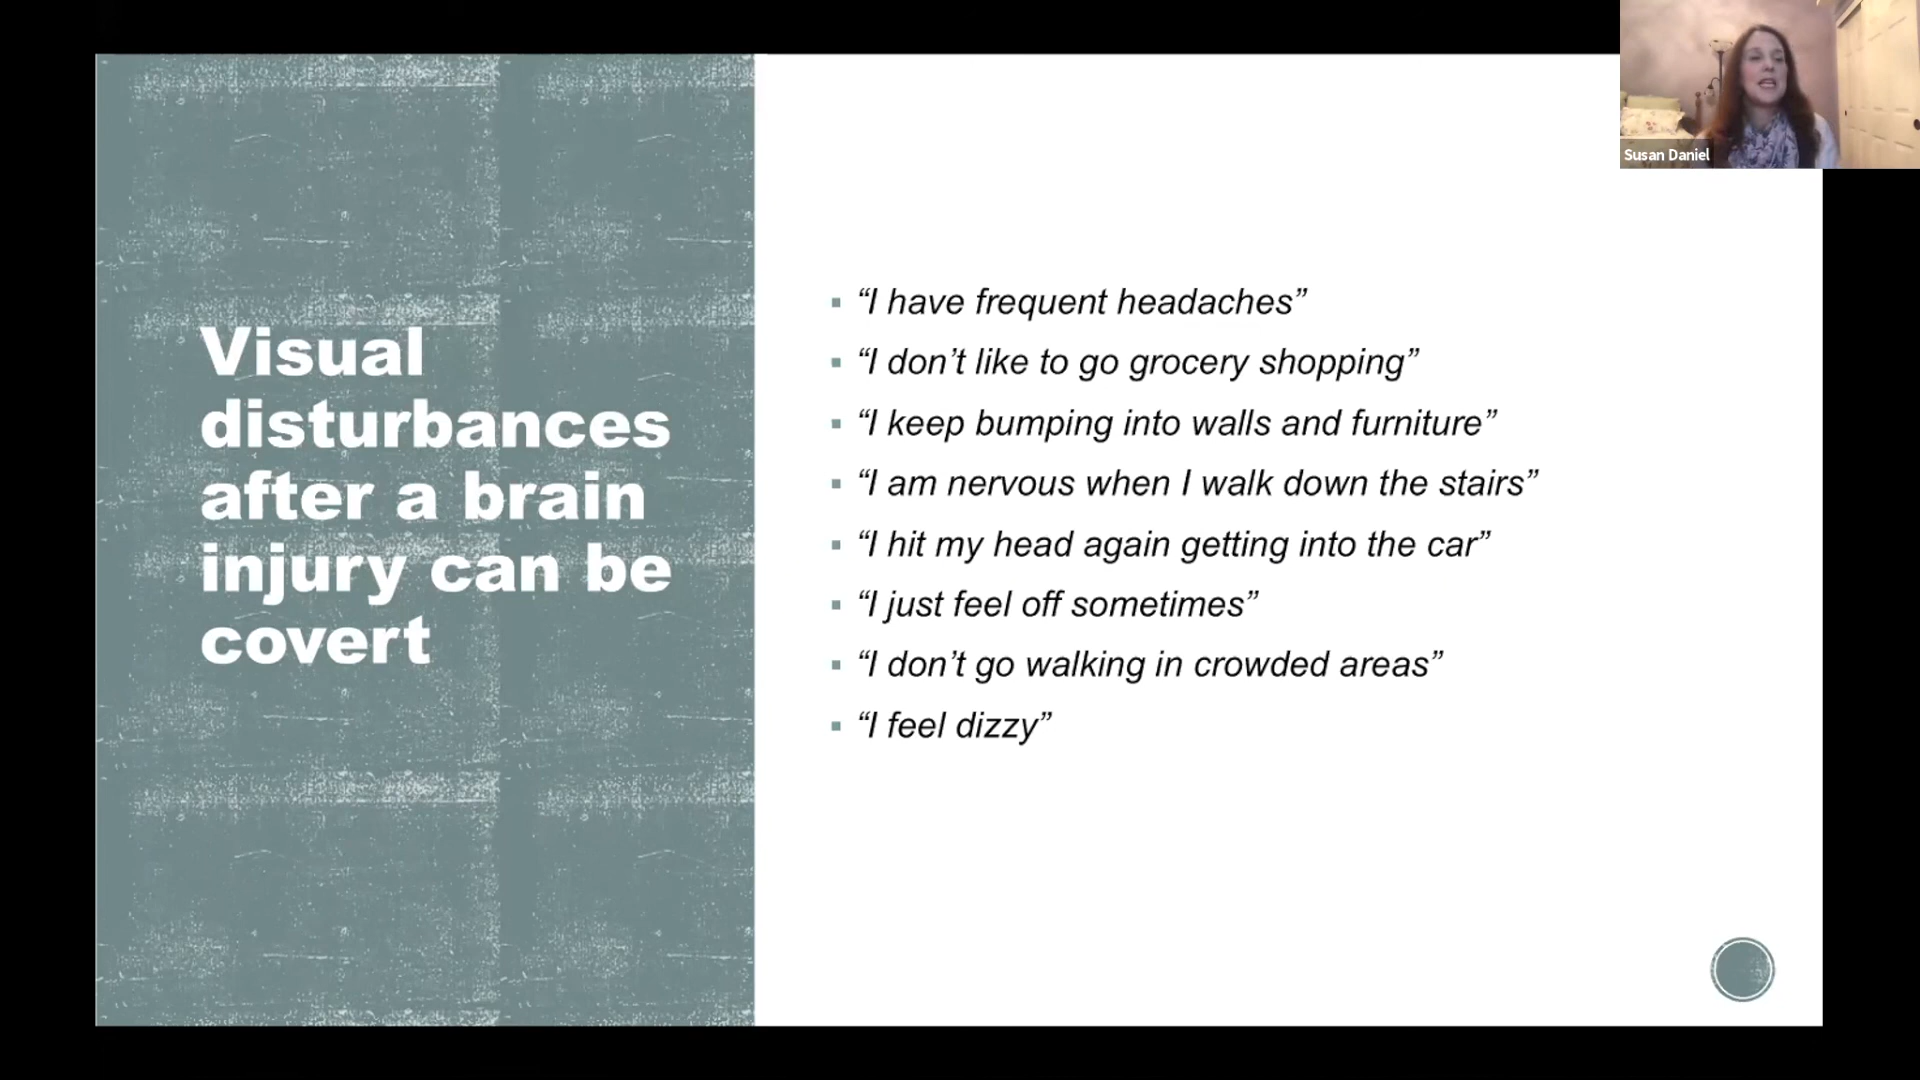 Visual
disturbances
after a brain
injury can be
covert
“I have frequent headaches”
“I don’t like to go grocery shopping”
“I keep bumping into walls and furniture”
“I am nervous when I walk down the stairs”
“I hit my head again getting into the car”
“I just feel off sometimes”
“I don’t go walking in crowded areas”
“I feel dizzy”
Susan Daniel